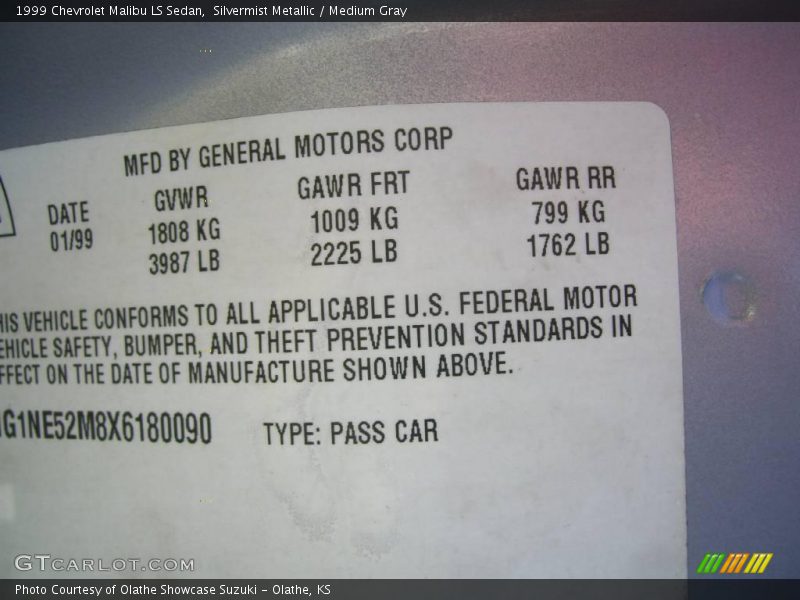 1999 Chevrolet Malibu LS Sedan,  Silvermist Metallic / Medium Gray
MFD BY GENERAL MOTORS CORP
DATE GVWR GAWR FRT GAWR RR
01/99 1808 KG 1009 KG 799 KG
3987 LB 2225 LB 1762 LB
HIS VEHICLE CONFORMS TO ALL APPLICABLE U.S. FEDERAL MOTOR
EHICLE SAFETY, BUMPER, AND THEFT PREVENTION STANDARDS IN
FFECT ON THE DATE OF MANUFACTURE SHOWN ABOVE.
G1NE52M8X6180090 TYPE: PASS CAR
GTCARLOT.COM
Photo Courtesy of Olathe Showcase Suzuki - Olathe, KS